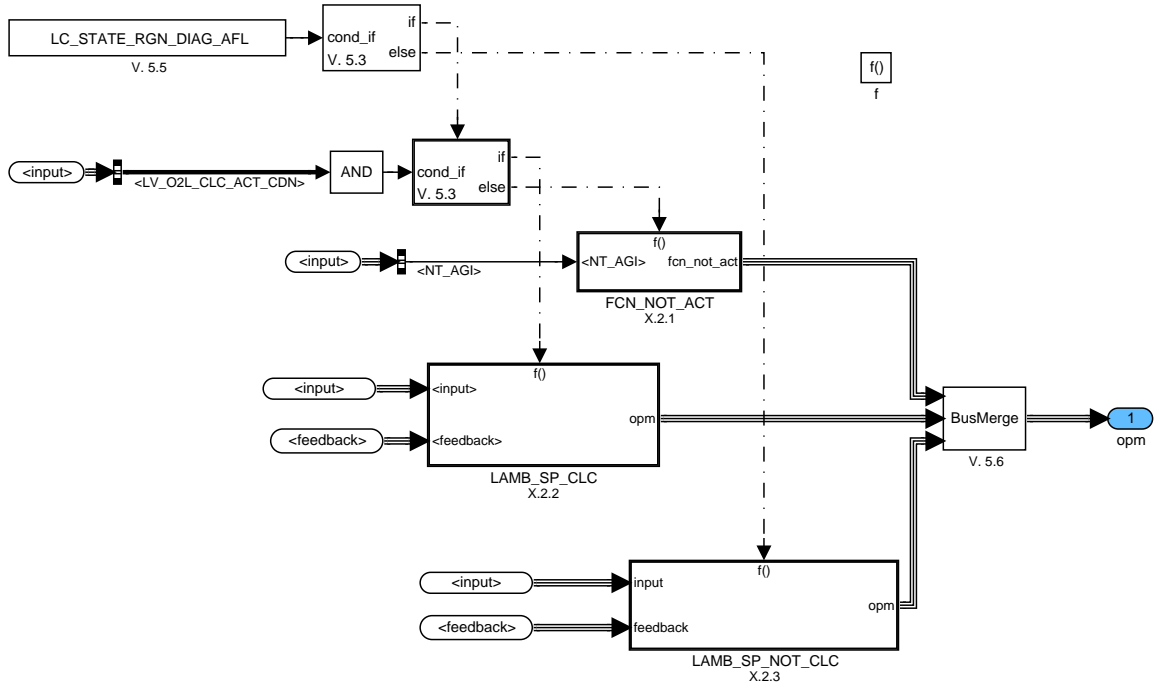 LC_STATE_RGN_DIAG_AFL
V. 5.5
cond_if
if
else
V. 5.3
f()
f
<input>
<LV_O2L_CLC_ACT_CDN>
AND
cond_if
if
else
V. 5.3
<input>
<NT_AGI>
f()
<NT_AGI>
fcn_not_act
FCN_NOT_ACT
X.2.1
<input>
<feedback>
f()
<input>
<feedback>
opm
LAMB_SP_CLC
X.2.2
BusMerge
V. 5.6
1
opm
<input>
<feedback>
f()
input
feedback
opm
LAMB_SP_NOT_CLC
X.2.3